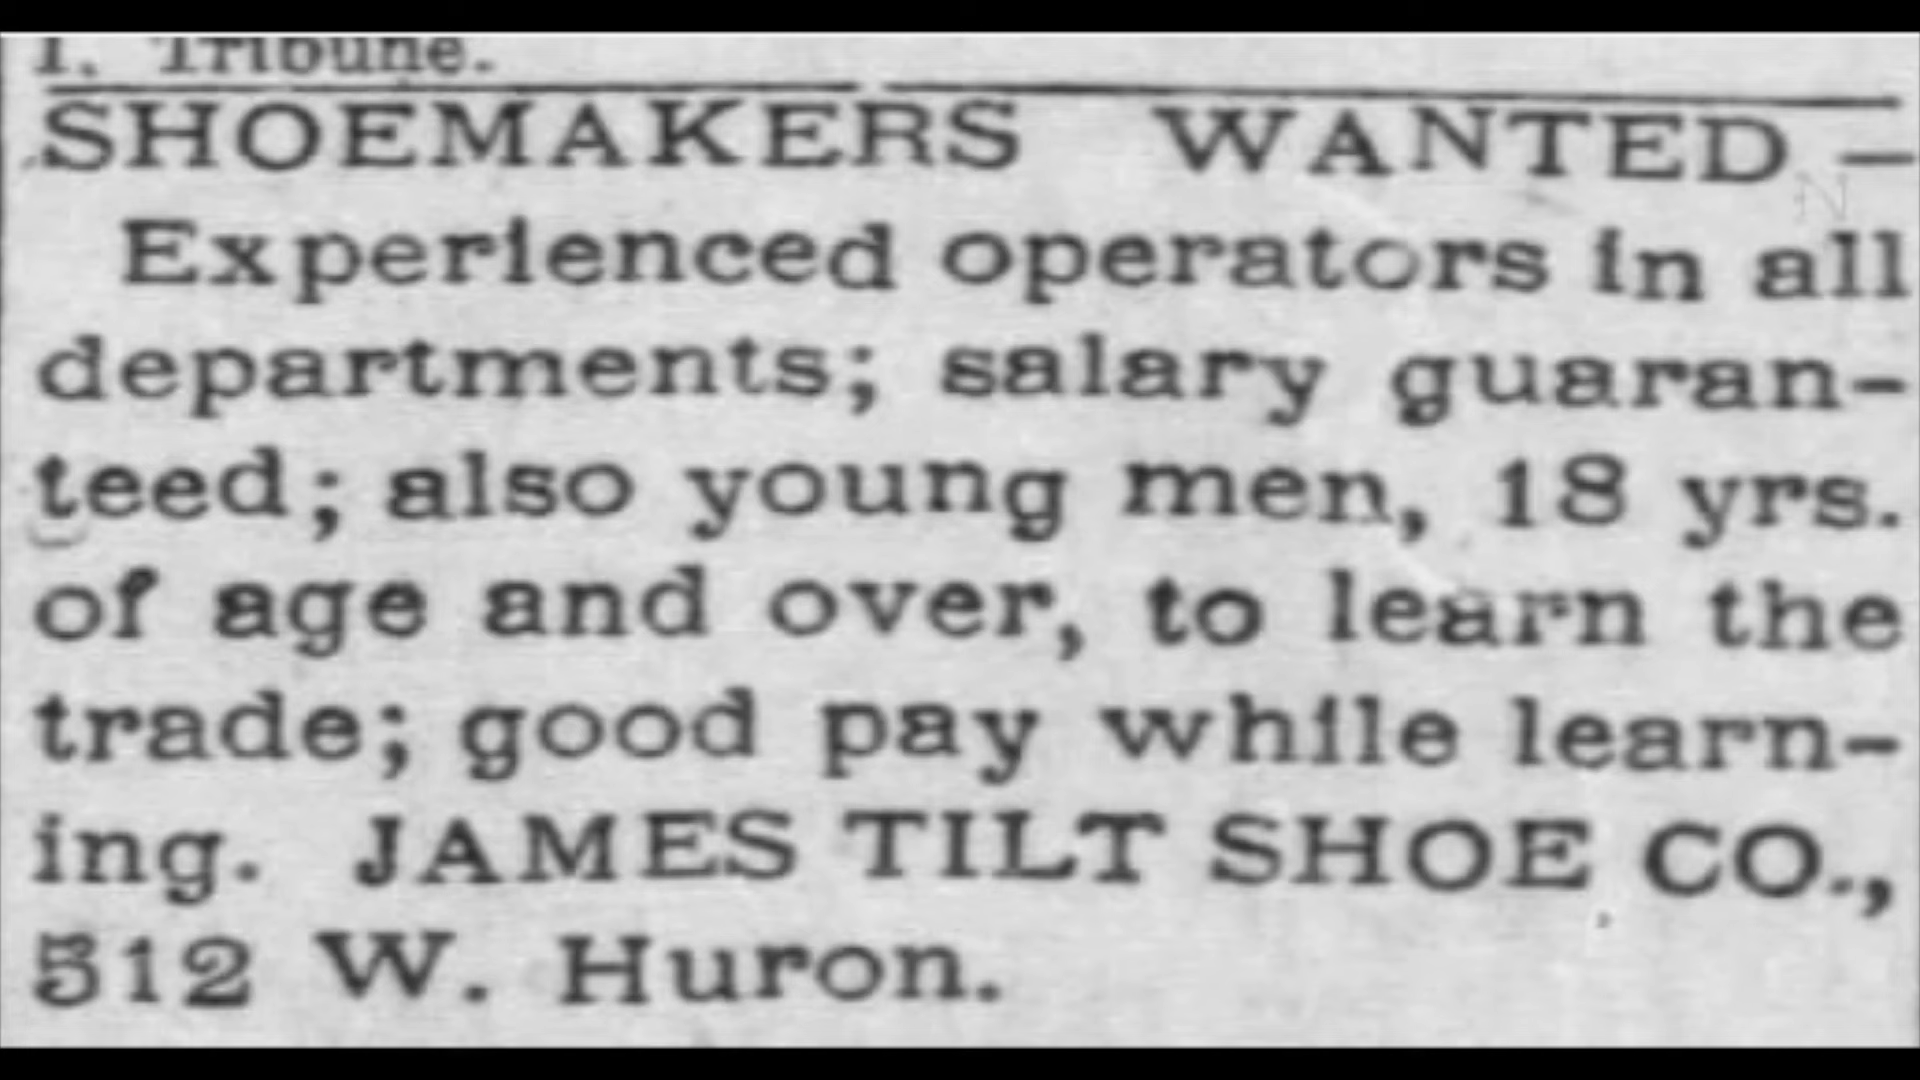 1. Tribune.
SHOEMAKERS WANTED—
Experienced operators in all
departments; salary guaran-
teed; also young men, 18 yrs.
of age and over, to learn the
trade; good pay while learn-
ing. JAMES TILT SHOE CO.,
512 W. Huron.